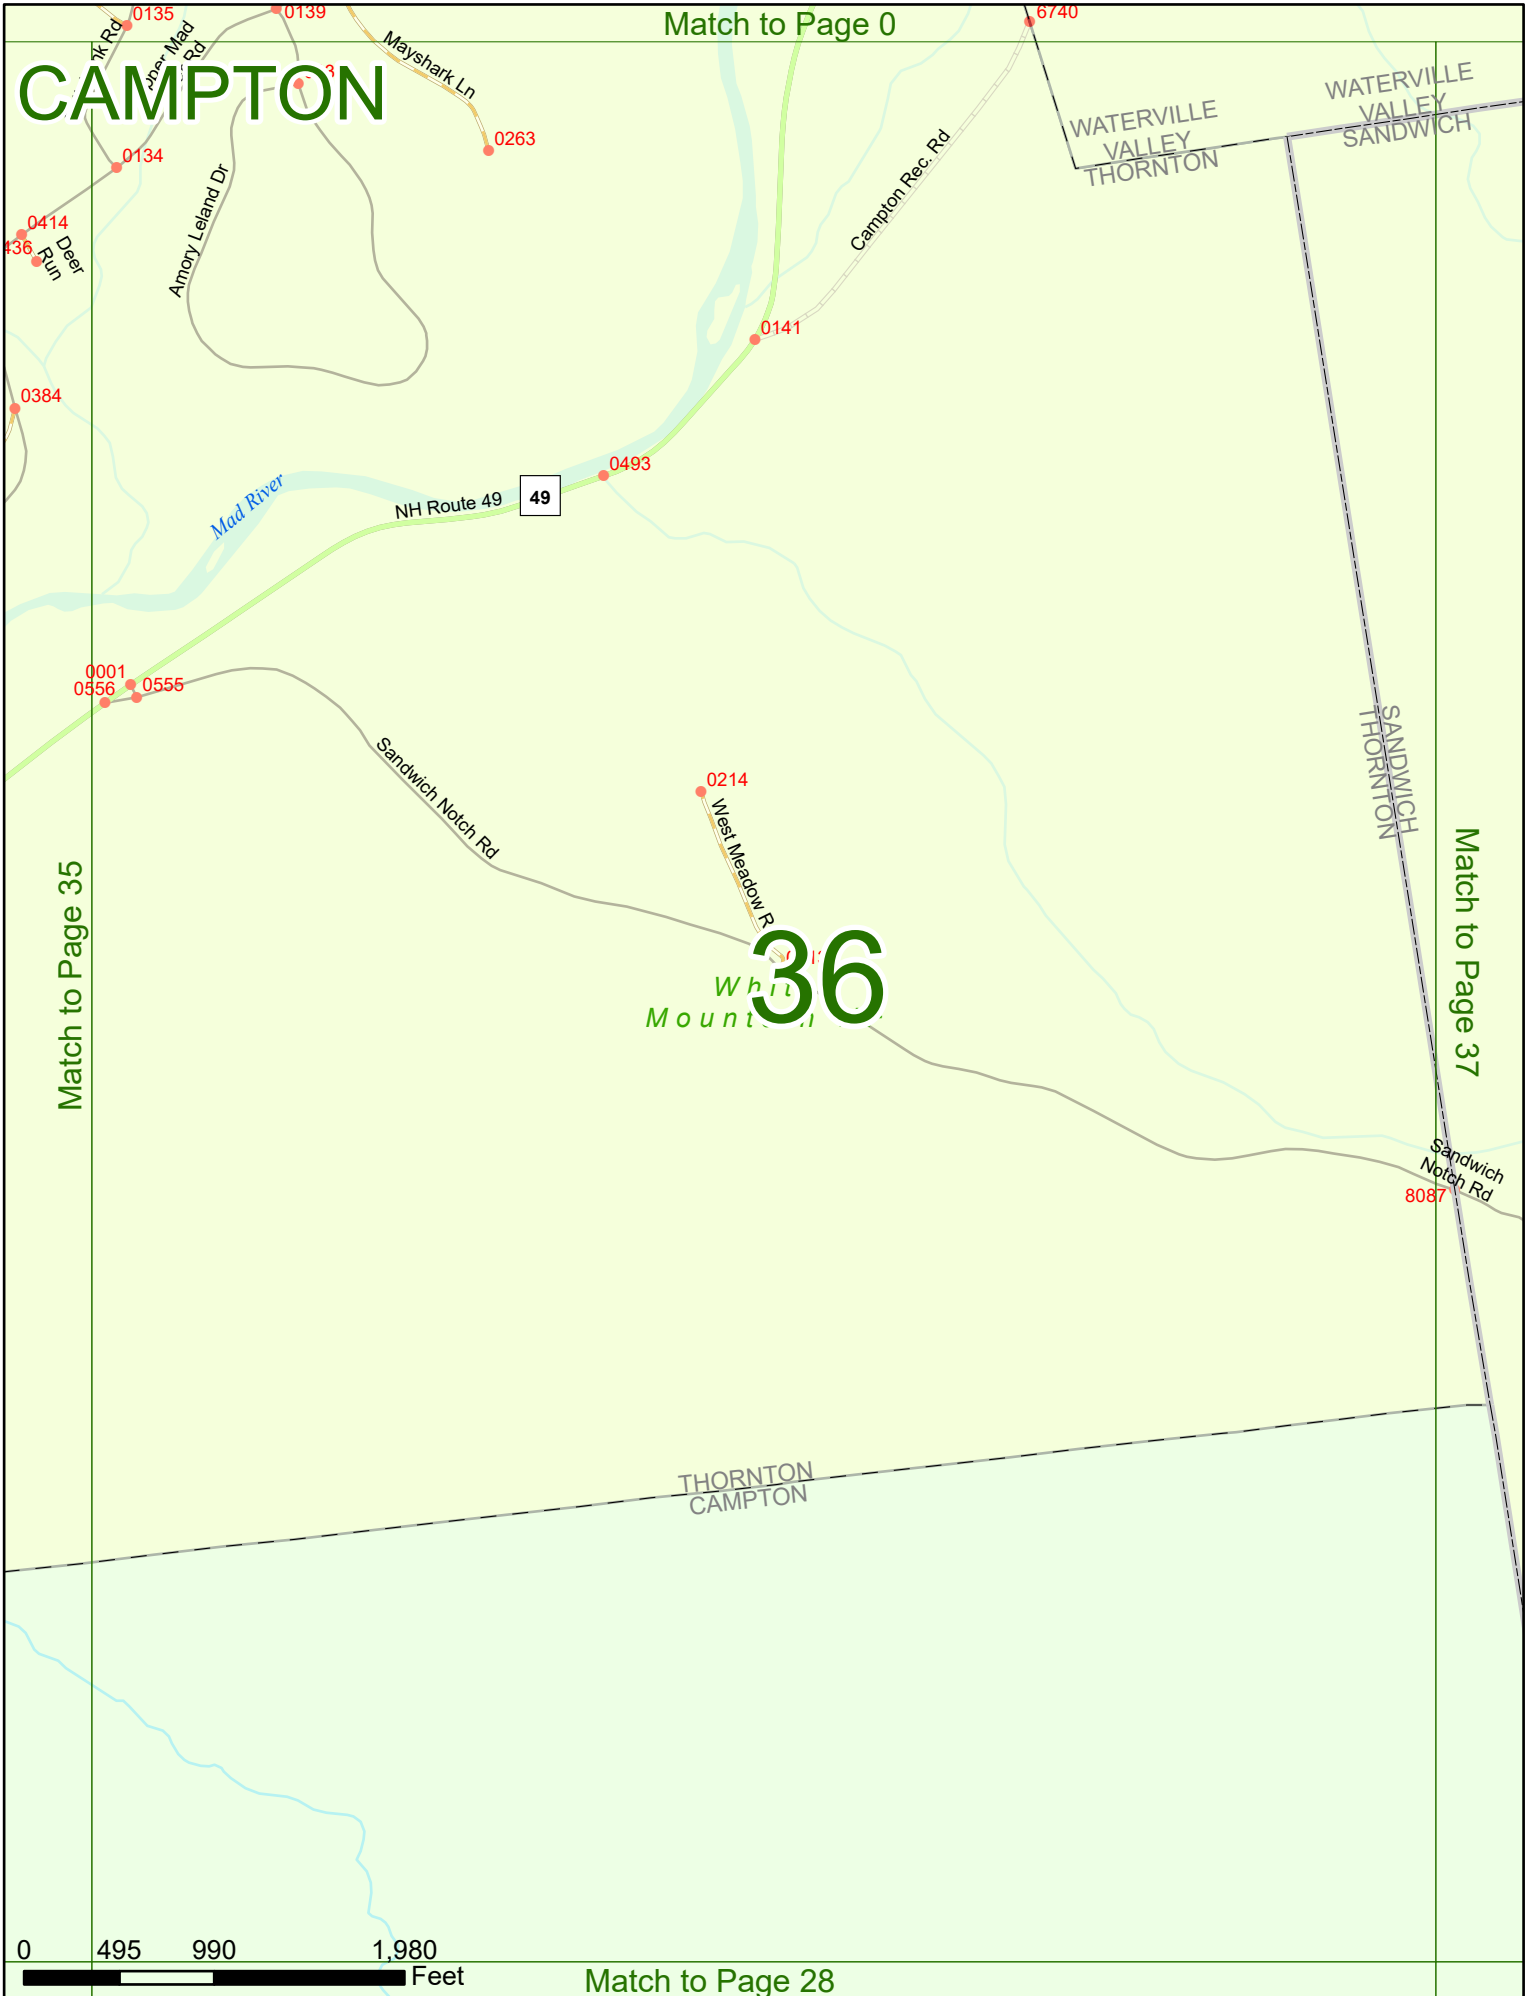 Match to Page 0
0135
0139
6740
Mayshark Ln
CAMPTON
WATERVILLE
VALLEY
SANDWICH
WATERVILLE
VALLEY
THORNTON
0263
0134
Campton Rec. Rd
Amory Leland Dr
0414
Deer
Run
0141
0384
0493
Mad River
NH Route 49
49
0001
0556
0555
Sandwich Notch Rd
SANDWICH
THORNTON
0214
West Meadow
Match to Page 35
Match to Page 37
36
Sandwich
Notch Rd
8087
THORNTON
CAMPTON
0 495 990 1,980
Feet
Match to Page 28